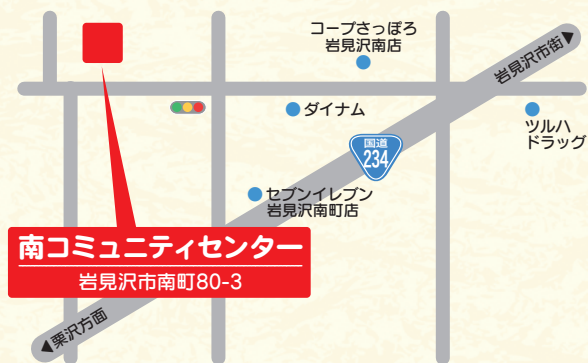 コープさっぽろ
岩見沢南店
岩見沢市街▶
ダイナム
ツルハ
ドラッグ
国道
234
セブンイレブン
岩見沢南町店
南コミュニティセンター
岩見沢市南町80-3
◀栗沢方面